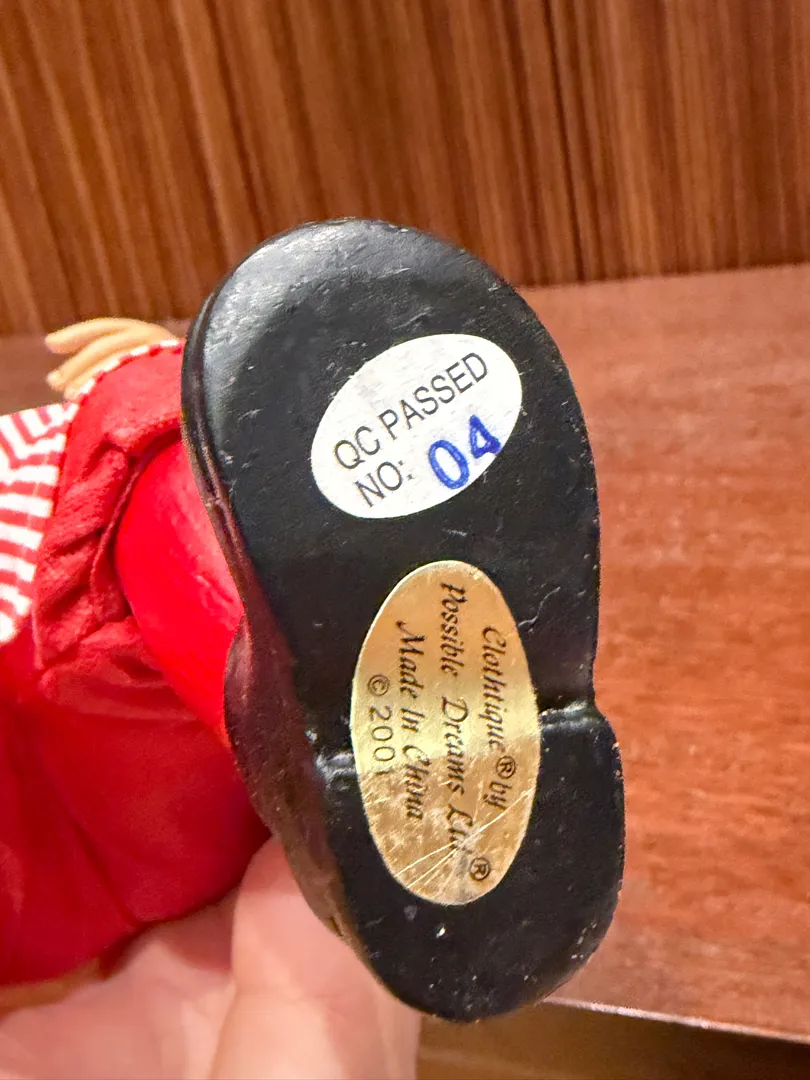 QC PASSED
NO: 04
Clothtique® by
Possible Dreams Ltd.®
Made In China
© 2001